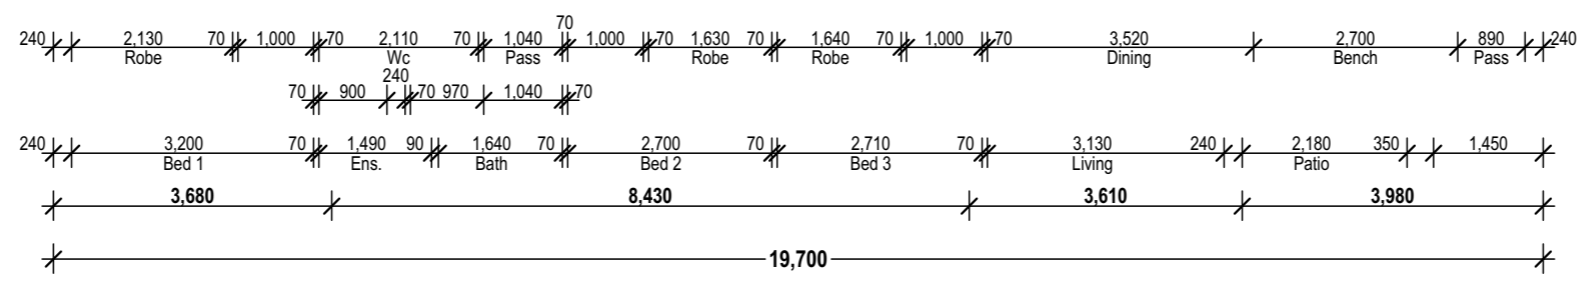 70
240 2,130 70 1,000 70 2,110 70 1,040 1,000 70 1,630 70 1,640 70 1,000 70 3,520 2,700 890 240
Robe Wc Pass Robe Robe Dining Bench Pass
240
70 900 70 970 1,040 70
240 3,200 70 1,490 90 1,640 70 2,700 70 2,710 70 3,130 240 2,180 350 1,450
Bed 1 Ens. Bath Bed 2 Bed 3 Living Patio
3,680 8,430 3,610 3,980
19,700